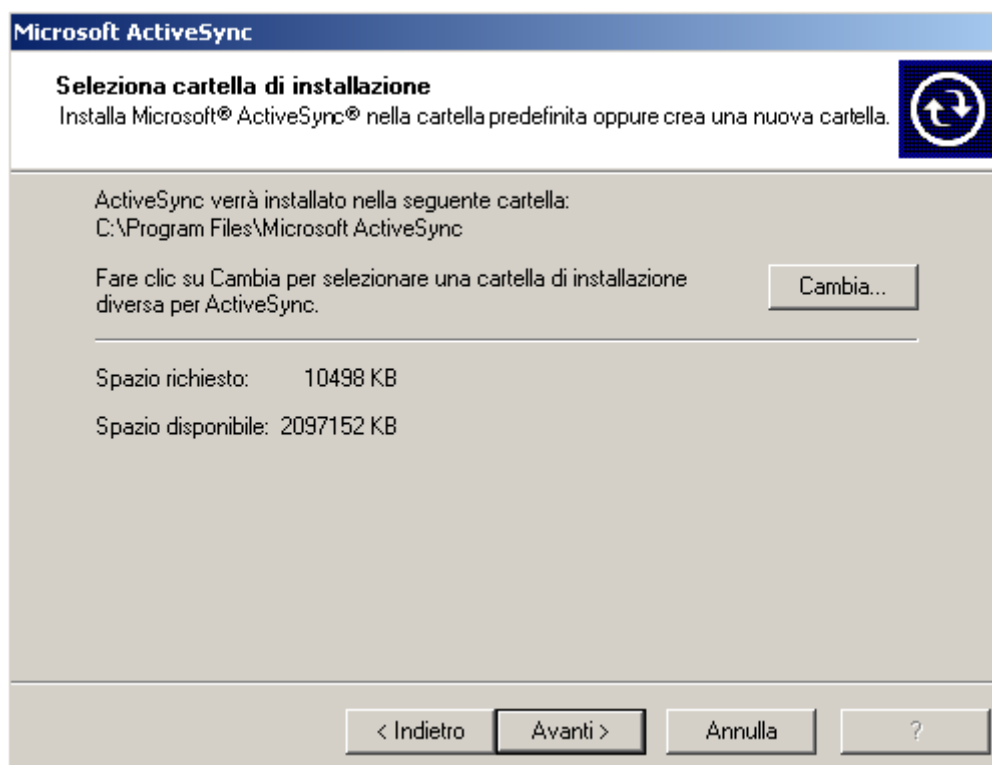 Microsoft ActiveSync
Seleziona cartella di installazione
Installa Microsoft® ActiveSync® nella cartella predefinita oppure crea una nuova cartella.
ActiveSync verrà installato nella seguente cartella:
C:\Program Files\Microsoft ActiveSync
Fare clic su Cambia per selezionare una cartella di installazione
diversa per ActiveSync.
Cambia...
Spazio richiesto: 10498 KB
Spazio disponibile: 2097152 KB
< Indietro Avanti > Annulla ?